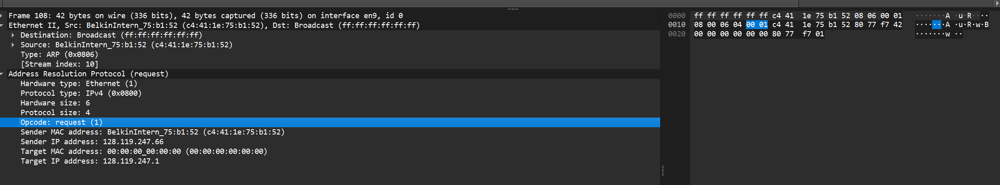 Frame 108: 42 bytes on wire (336 bits), 42 bytes captured (336 bits) on interface en9, id 0
Ethernet II, Src: BelkinIntern_75:b1:52 (c4:41:1e:75:b1:52), Dst: Broadcast (ff:ff:ff:ff:ff:ff)
Destination: Broadcast (ff:ff:ff:ff:ff:ff)
Source: BelkinIntern_75:b1:52 (c4:41:1e:75:b1:52)
Type: ARP (0x0806)
[Stream index: 10]
Address Resolution Protocol (request)
Hardware type: Ethernet (1)
Protocol type: IPv4 (0x0800)
Hardware size: 6
Protocol size: 4
Opcode: request (1)
Sender MAC address: BelkinIntern_75:b1:52 (c4:41:1e:75:b1:52)
Sender IP address: 128.119.247.66
Target MAC address: 00:00:00_00:00:00 (00:00:00:00:00:00)
Target IP address: 128.119.247.1
0000 ff ff ff ff ff ff c4 41 1e 75 b1 52 08 06 00 01 ·······A ·u·R····
0010 08 00 06 04 00 01 c4 41 1e 75 b1 52 80 77 f7 42 ·······A ·u·R·w·B
0020 00 00 00 00 00 00 80 77 f7 01 ·······w ··